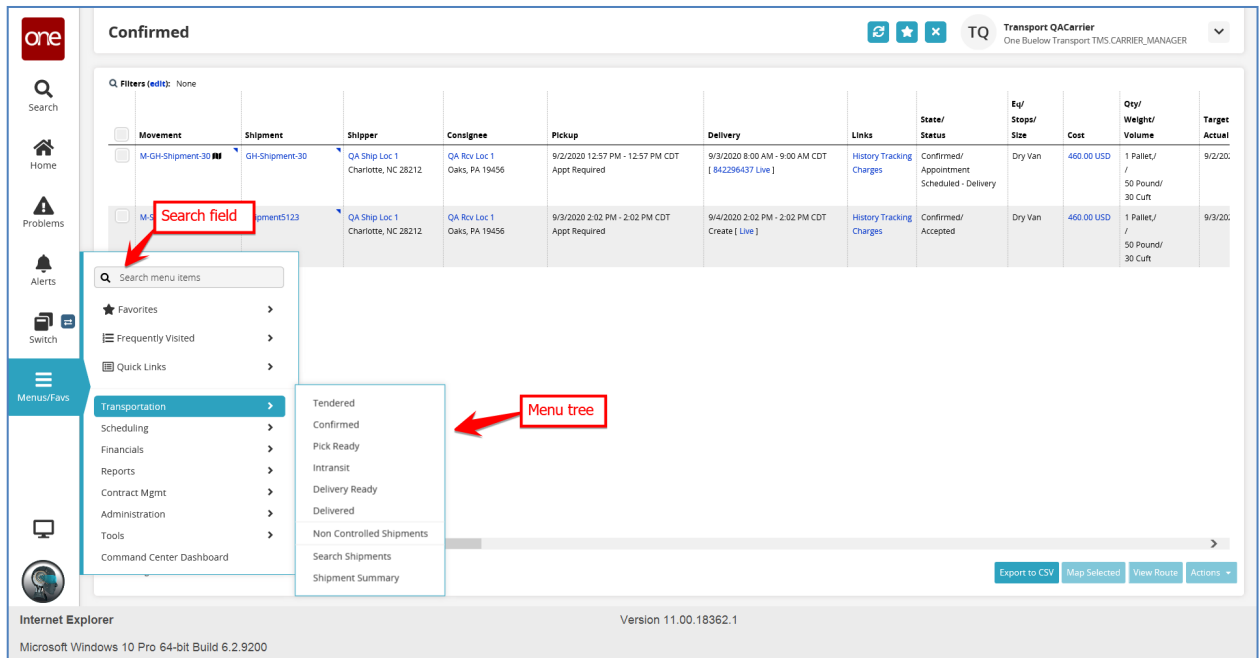 one
Confirmed
TQ
Transport QACarrier
One Buelow Transport TMS.CARRIER_MANAGER
Search
Home
Problems
Alerts
Switch
Menus/Favs
Filters (edit): None
Movement Shipment Shipper Consignee Pickup Delivery Links State/ Status Eq/ Stops/ Size Cost Qty/ Weight/ Volume Target Actual
M-GH-Shipment-30 GH-Shipment-30 QA Ship Loc 1 QA Rcv Loc 1 9/2/2020 12:57 PM - 12:57 PM CDT 9/3/2020 8:00 AM - 9:00 AM CDT History Tracking Confirmed/ Dry Van 460.00 USD 1 Pallet,/ 9/2/202
Charlotte, NC 28212 Oaks, PA 19456 Appt Required [ 842296437 Live ] Charges Appointment /
Scheduled - Delivery 50 Pound/
30 Cuft
M-S pment5123 QA Ship Loc 1 QA Rcv Loc 1 9/3/2020 2:02 PM - 2:02 PM CDT 9/4/2020 2:02 PM - 2:02 PM CDT History Tracking Confirmed/ Dry Van 460.00 USD 1 Pallet,/ 9/3/202
Charlotte, NC 28212 Oaks, PA 19456 Appt Required Create [ Live ] Charges Accepted /
50 Pound/
30 Cuft
Search field
Search menu items
Favorites
Frequently Visited
Quick Links
Transportation
Scheduling
Financials
Reports
Contract Mgmt
Administration
Tools
Command Center Dashboard
Tendered
Confirmed
Pick Ready
Intransit
Delivery Ready
Delivered
Non Controlled Shipments
Search Shipments
Shipment Summary
Menu tree
Export to CSV Map Selected View Route Actions
Internet Explorer Version 11.00.18362.1
Microsoft Windows 10 Pro 64-bit Build 6.2.9200